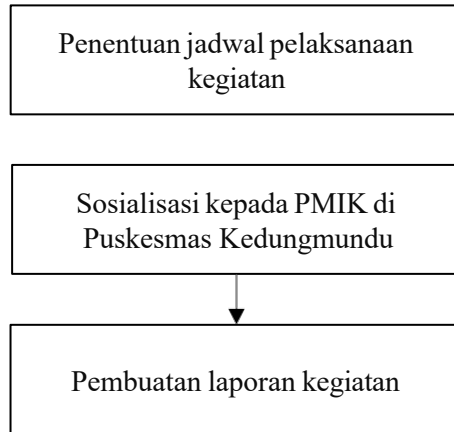 Penentuan jadwal pelaksanaan
kegiatan
Sosialisasi kepada PMIK di
Puskesmas Kedungmundu
Pembuatan laporan kegiatan